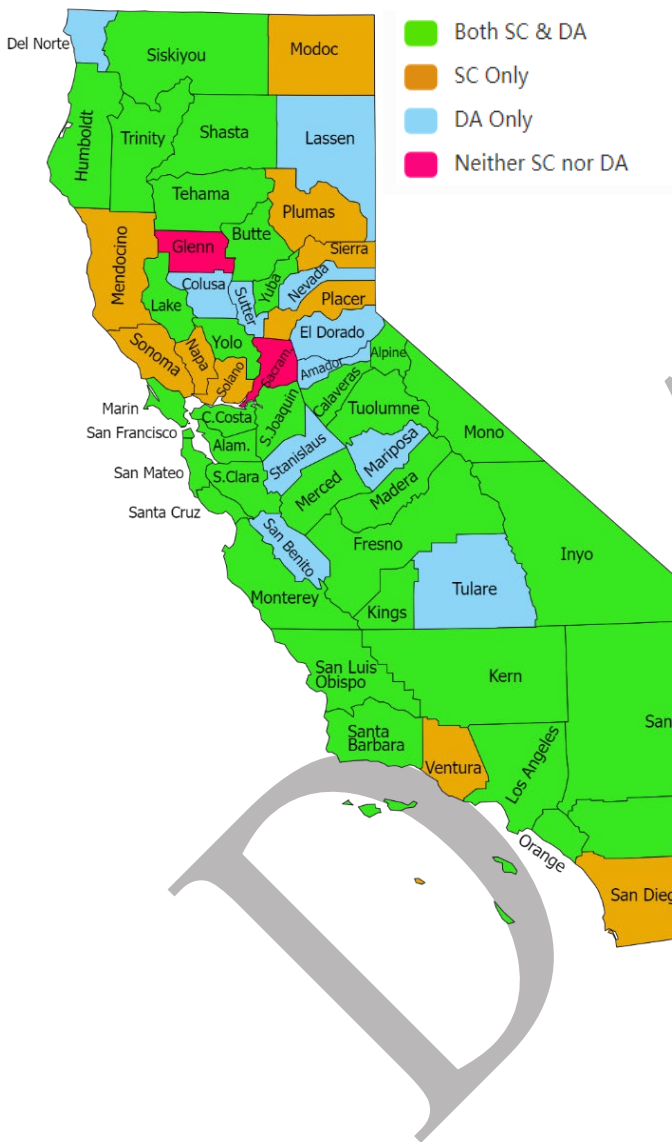 Both SC & DA
SC Only
DA Only
Neither SC nor DA
Del Norte
Siskiyou
Modoc
Humboldt
Trinity
Shasta
Lassen
Tehama
Plumas
Mendocino
Glenn
Butte
Sierra
Colusa
Sutter
Yuba
Nevada
Lake
Placer
Yolo
El Dorado
Sonoma
Napa
Solano
Sacram.
Amador
Alpine
Marin
C.Costa
S.Joaquin
Calaveras
Tuolumne
Mono
San Francisco
Alam.
Stanislaus
Mariposa
San Mateo
S.Clara
Merced
Madera
Santa Cruz
San Benito
Fresno
Inyo
Monterey
Kings
Tulare
San Luis
Obispo
Kern
Santa
Barbara
Ventura
Los Angeles
San
Orange
San Dieg
D